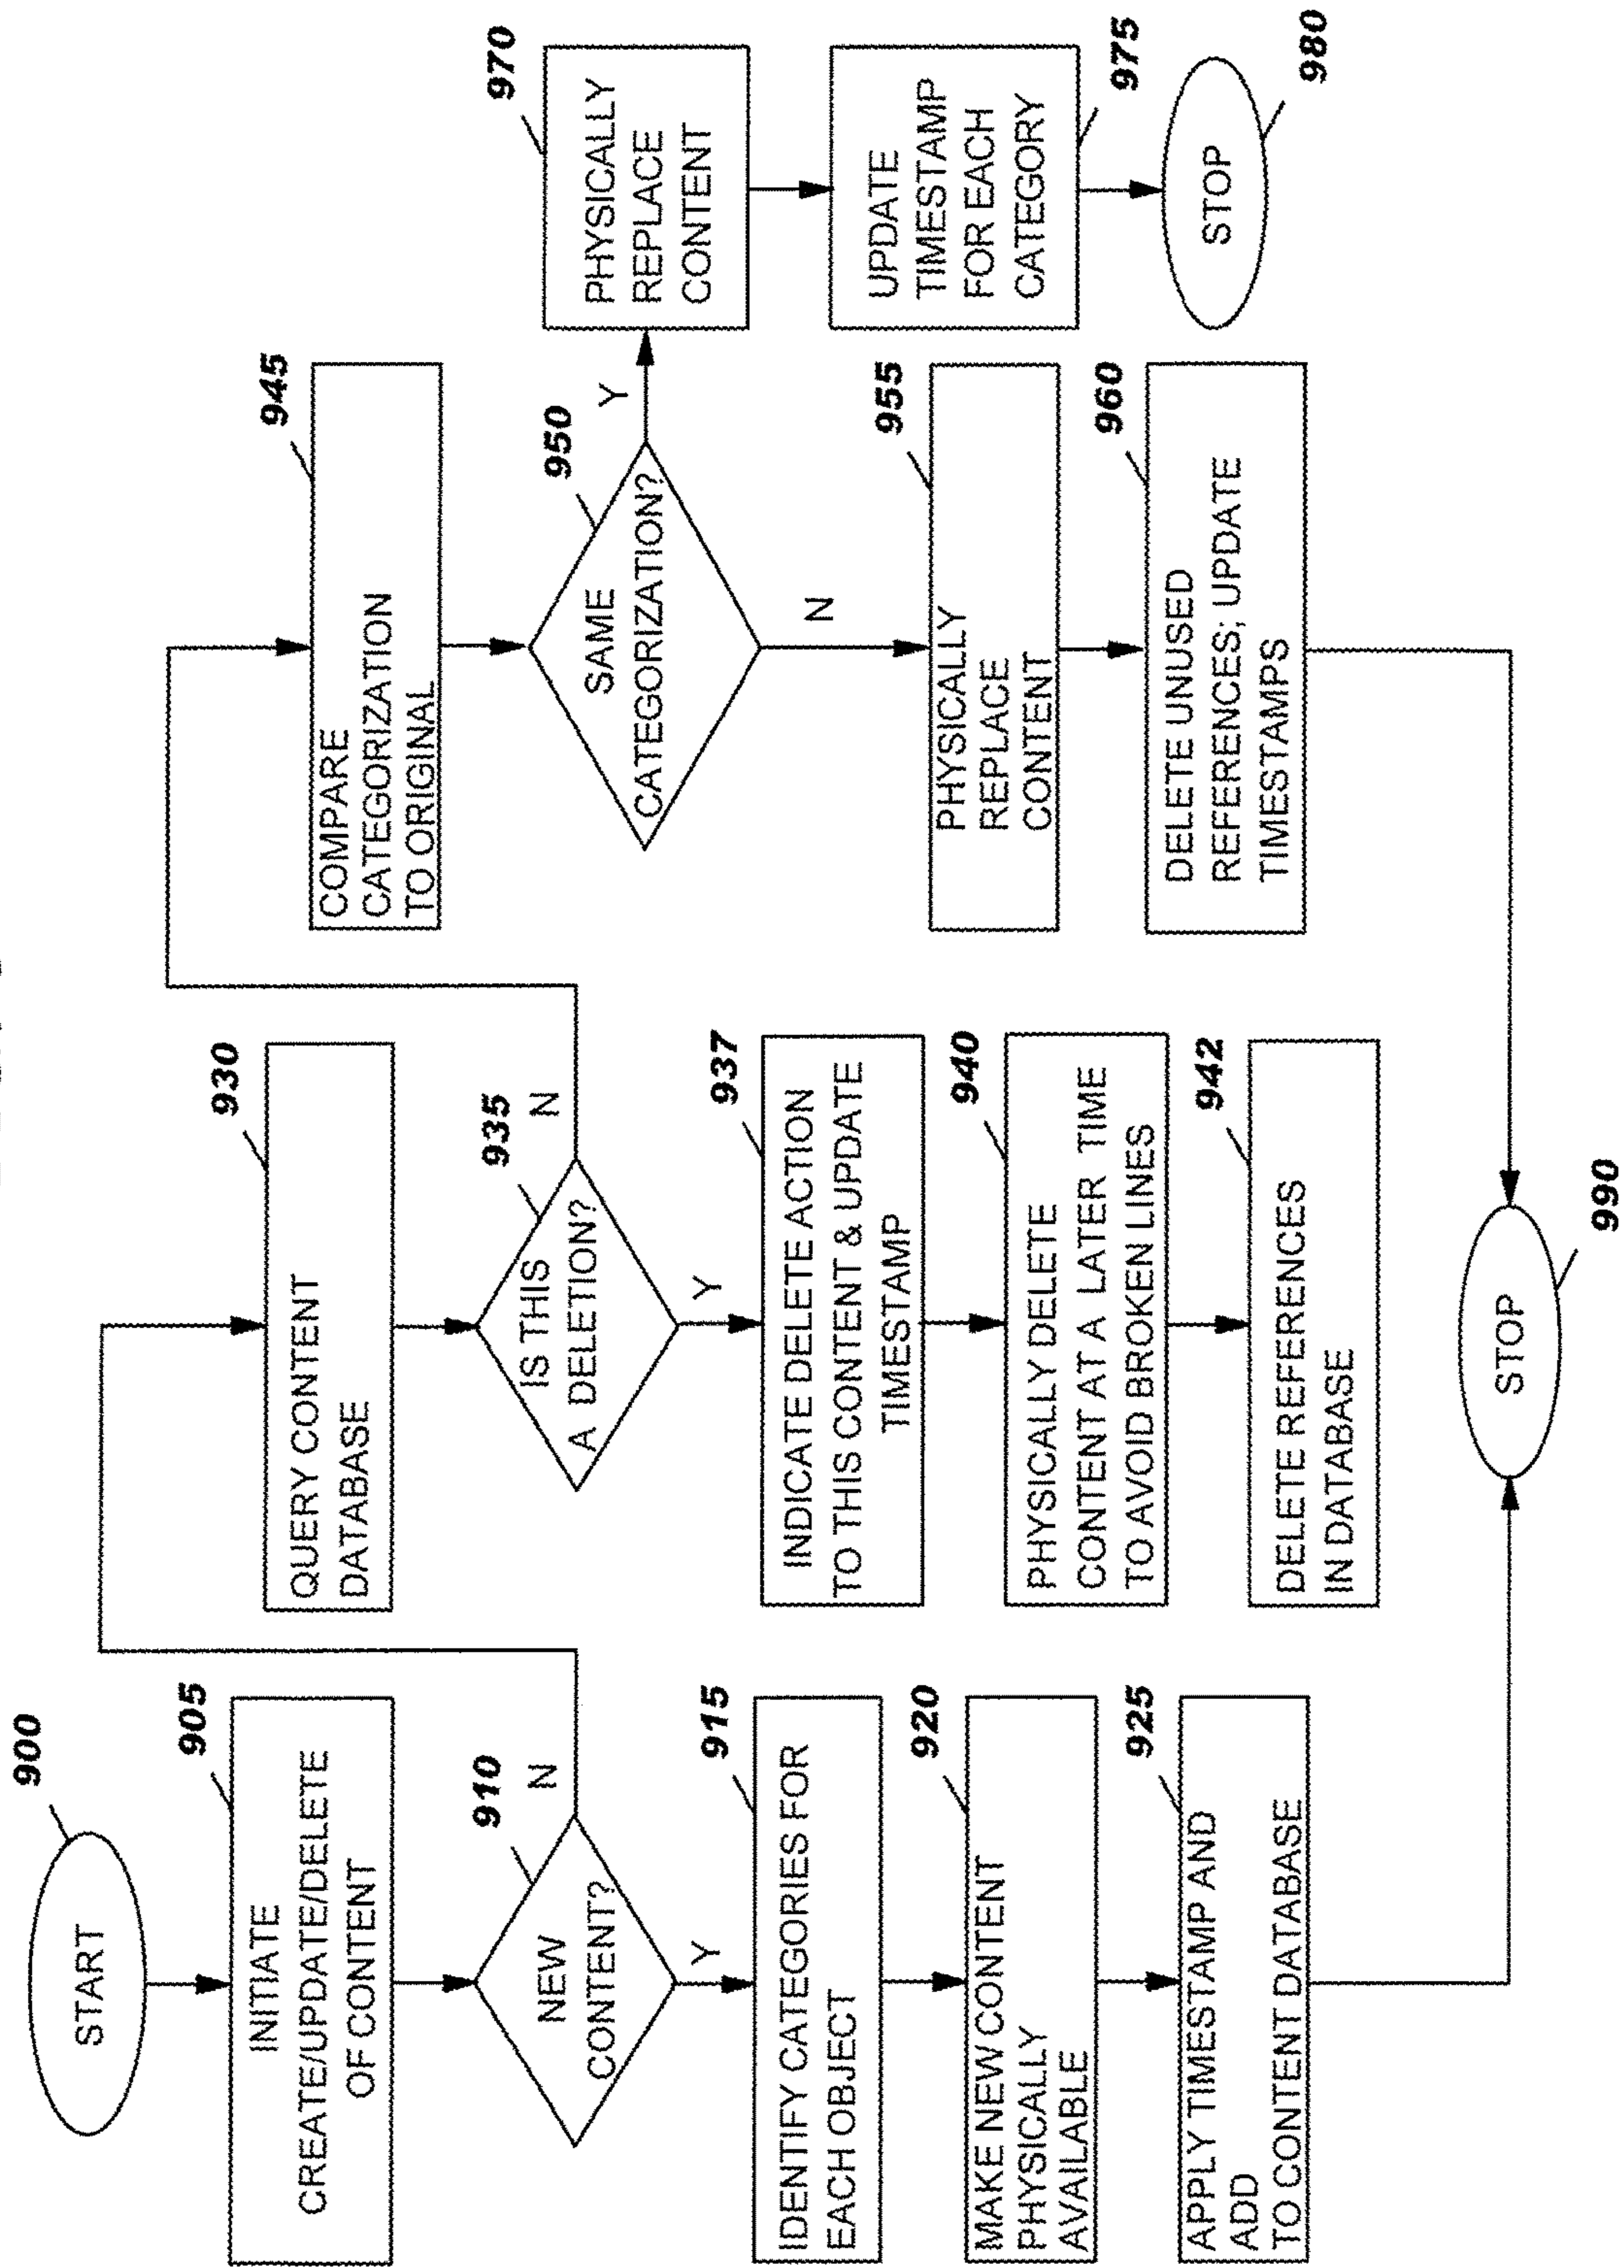 900
START
905
INITIATE
CREATE/UPDATE/DELETE
OF CONTENT
910
NEW
CONTENT?
N
Y
915
IDENTIFY CATEGORIES FOR
EACH OBJECT
920
MAKE NEW CONTENT
PHYSICALLY
AVAILABLE
925
APPLY TIMESTAMP AND
ADD
TO CONTENT DATABASE
930
QUERY CONTENT
DATABASE
935
IS THIS
A DELETION?
N
Y
937
INDICATE DELETE ACTION
TO THIS CONTENT & UPDATE
TIMESTAMP
940
PHYSICALLY DELETE
CONTENT AT A LATER TIME
TO AVOID BROKEN LINES
942
DELETE REFERENCES
IN DATABASE
945
COMPARE
CATEGORIZATION
TO ORIGINAL
950
SAME
CATEGORIZATION?
Y
N
955
PHYSICALLY
REPLACE
CONTENT
960
DELETE UNUSED
REFERENCES; UPDATE
TIMESTAMPS
970
PHYSICALLY
REPLACE
CONTENT
975
UPDATE
TIMESTAMP
FOR EACH
CATEGORY
980
STOP
STOP
990